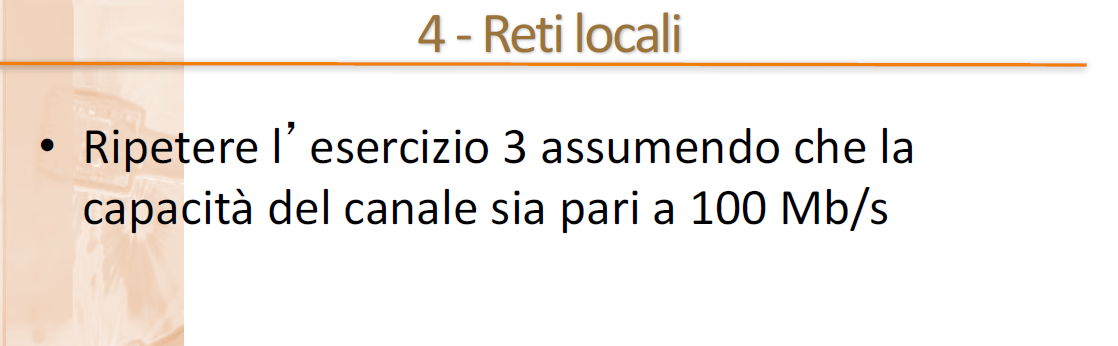 4 - Reti locali
• Ripetere l’esercizio 3 assumendo che la
capacità del canale sia pari a 100 Mb/s